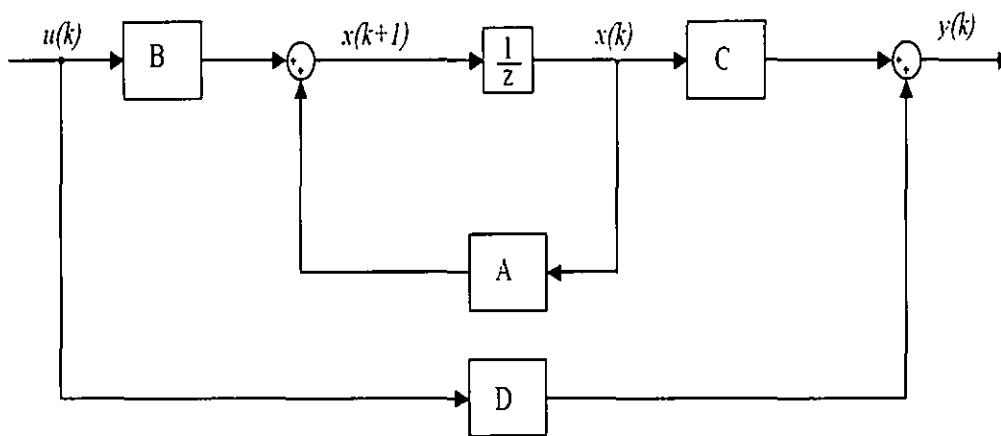 u(k)
B
+
+
x(k+1)
1
z
x(k)
C
+
+
y(k)
A
D